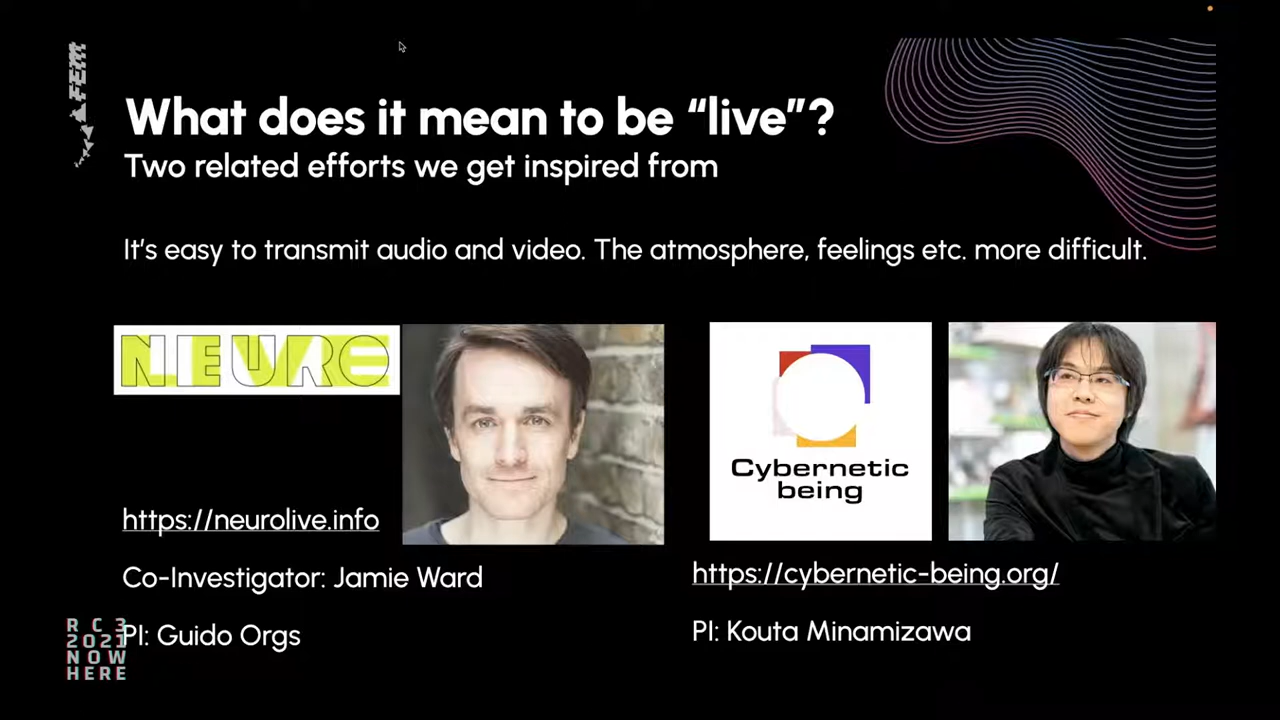 FEM
What does it mean to be “live”?
Two related efforts we get inspired from
It’s easy to transmit audio and video. The atmosphere, feelings etc. more difficult.
NEURO
LIVE
Cybernetic
being
https://neurolive.info
Co-Investigator: Jamie Ward
PI: Guido Orgs
https://cybernetic-being.org/
PI: Kouta Minamizawa
R C 3
2021
NOW
HERE